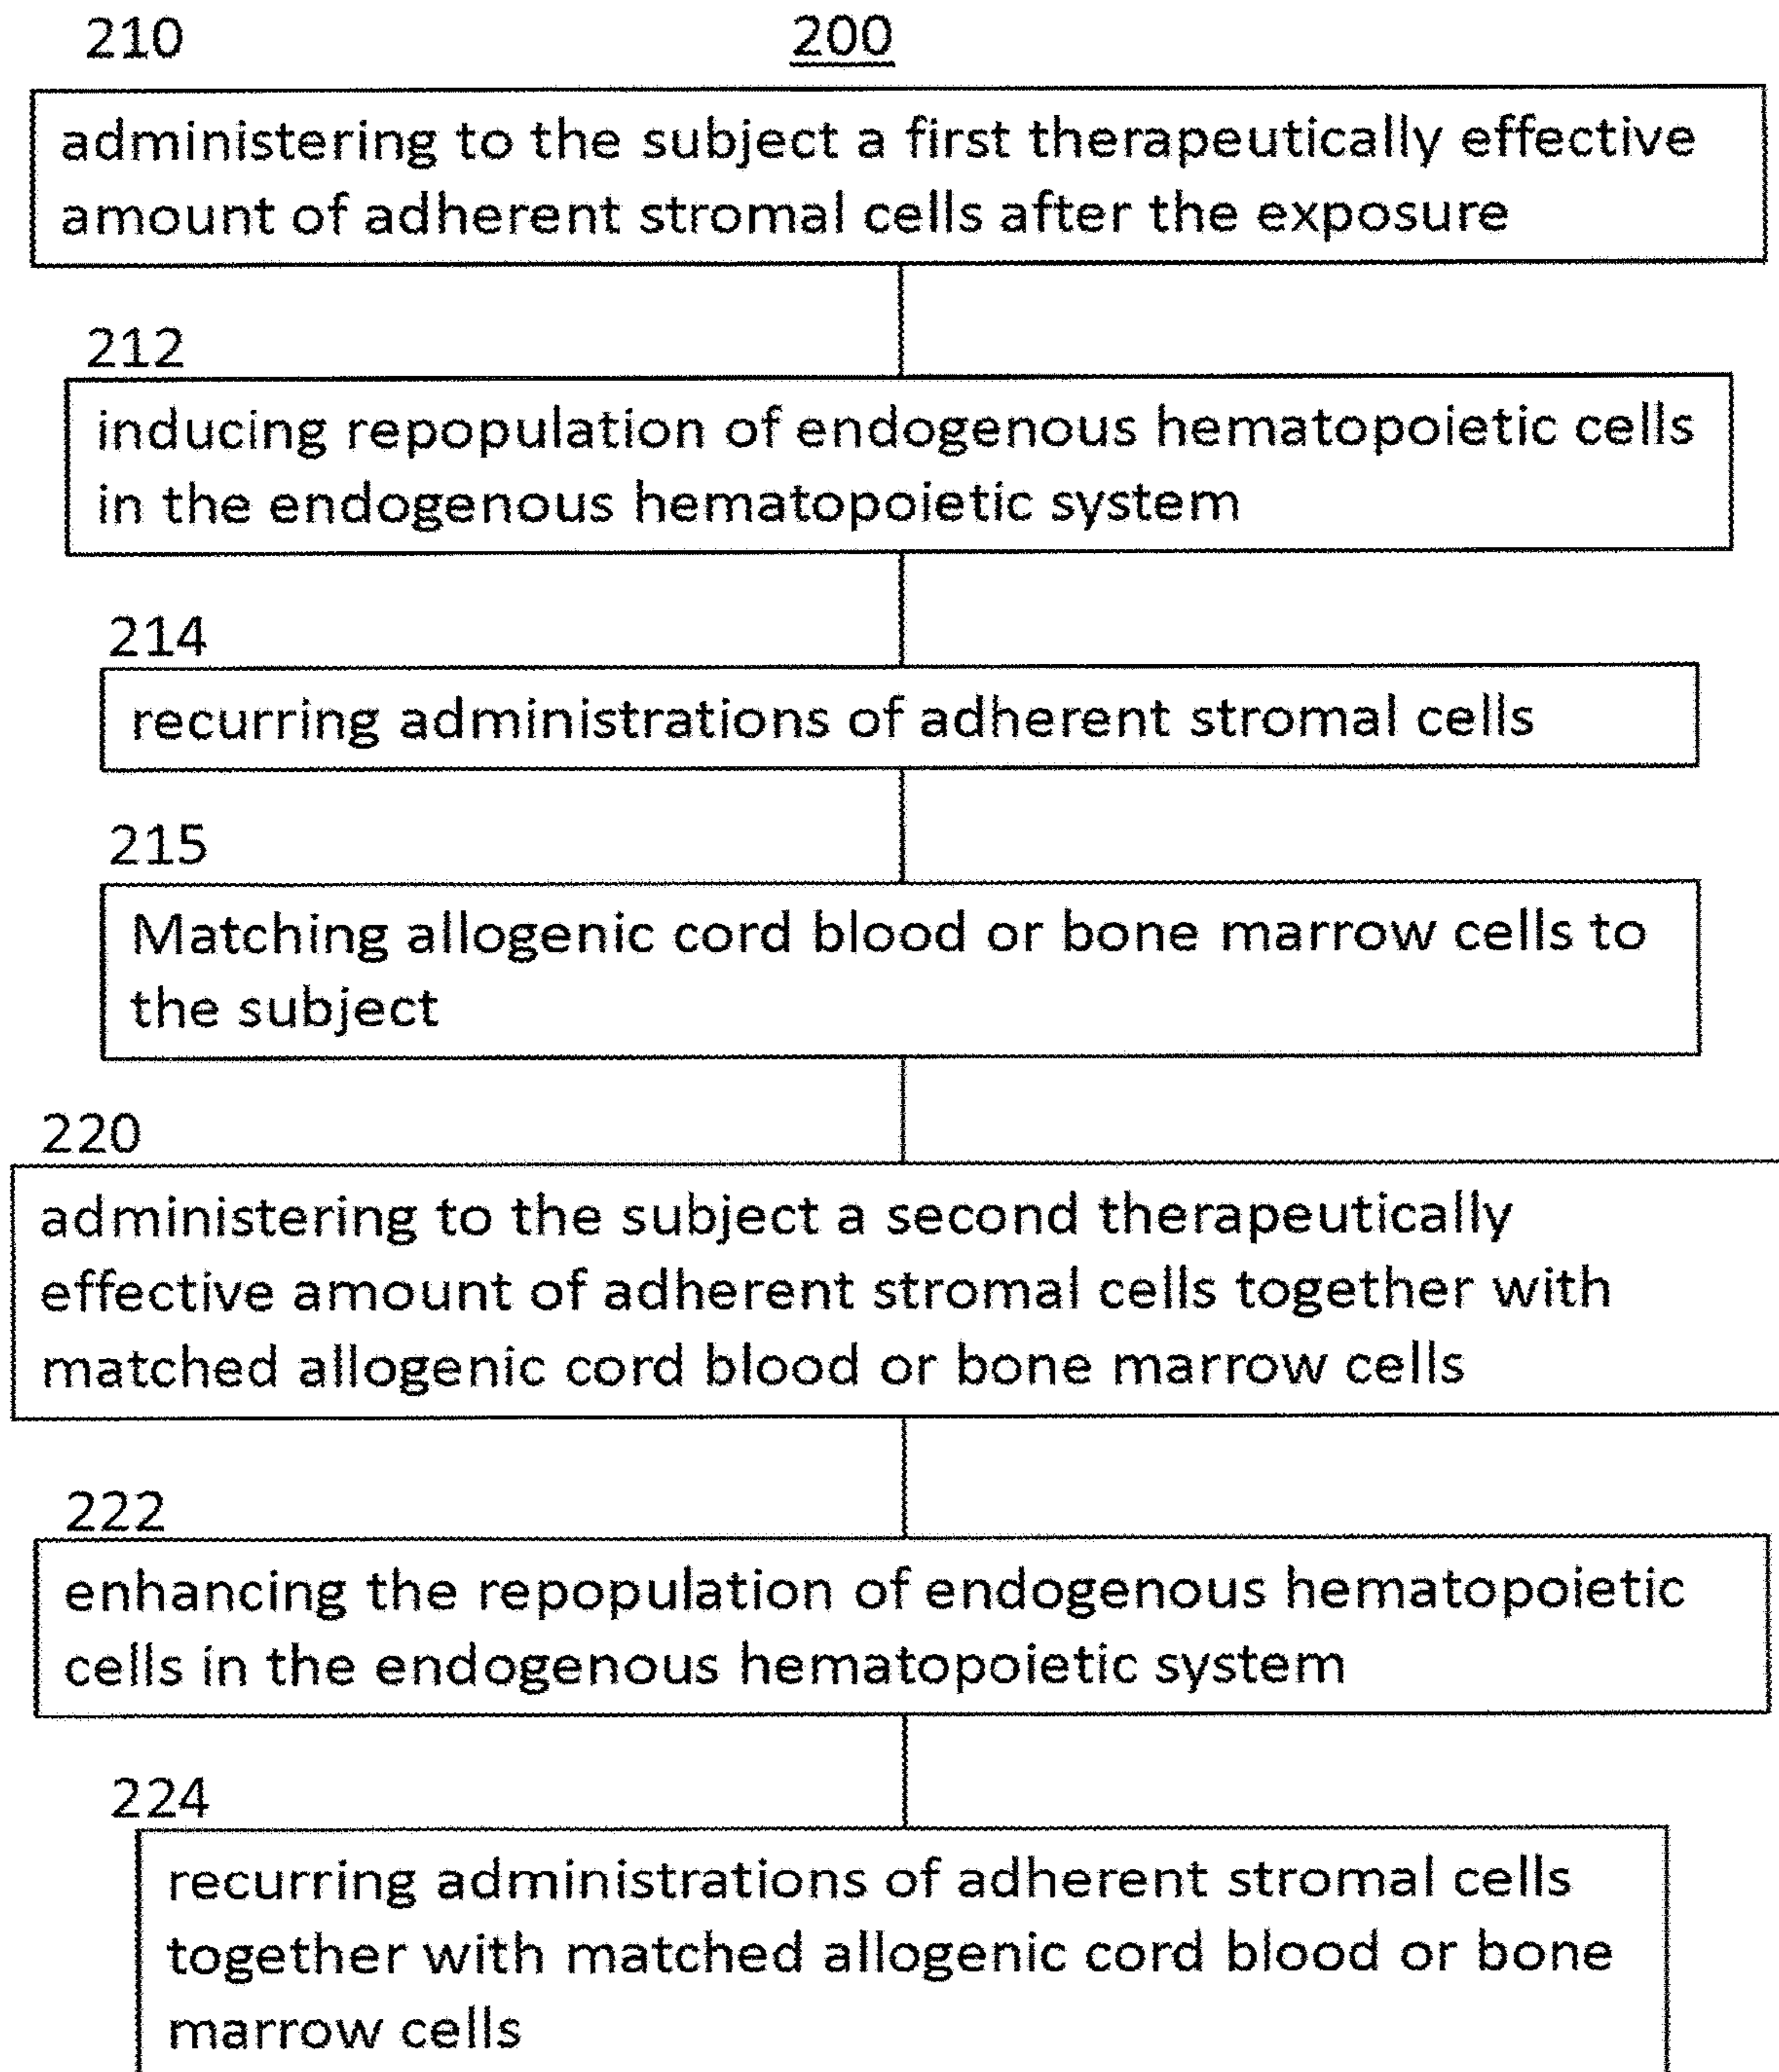 210
200
administering to the subject a first therapeutically effective
amount of adherent stromal cells after the exposure
212
inducing repopulation of endogenous hematopoietic cells
in the endogenous hematopoietic system
214
recurring administrations of adherent stromal cells
215
Matching allogenic cord blood or bone marrow cells to
the subject
220
administering to the subject a second therapeutically
effective amount of adherent stromal cells together with
matched allogenic cord blood or bone marrow cells
222
enhancing the repopulation of endogenous hematopoietic
cells in the endogenous hematopoietic system
224
recurring administrations of adherent stromal cells
together with matched allogenic cord blood or bone
marrow cells